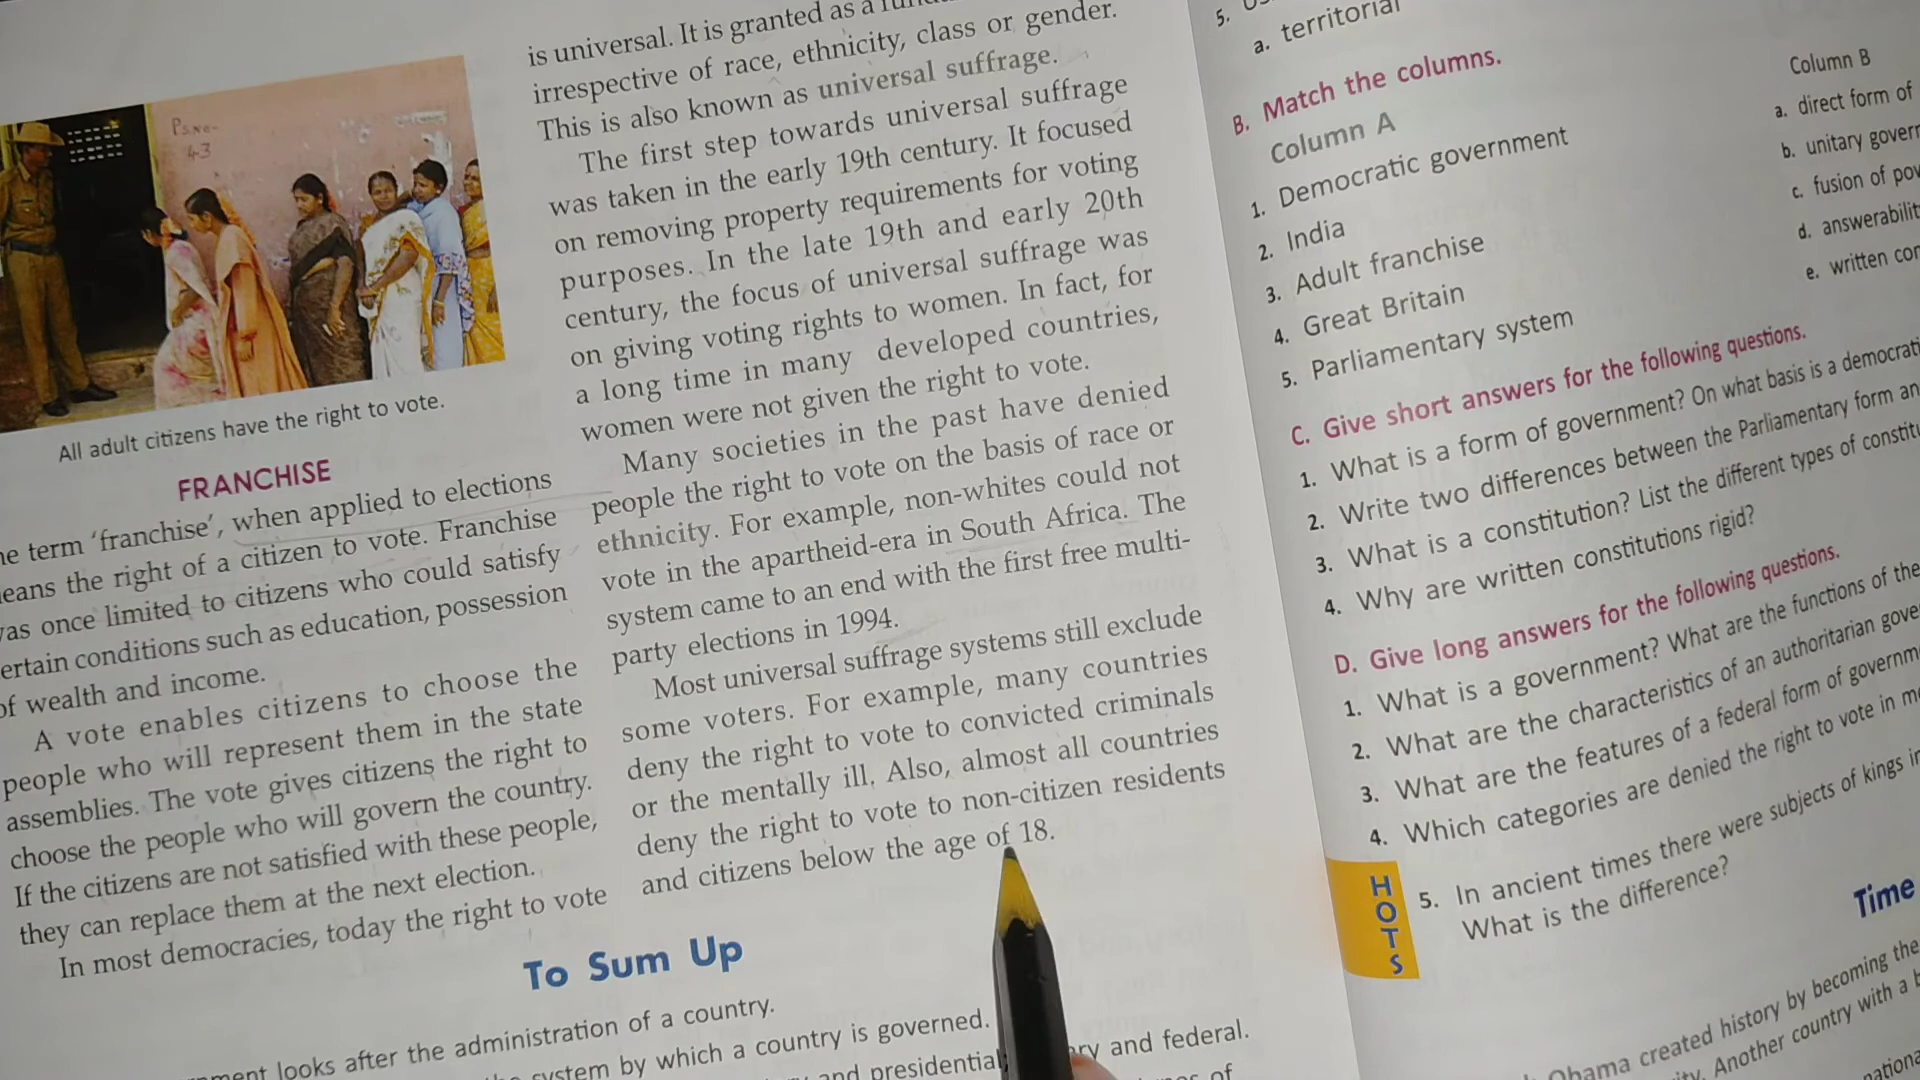 Ps.No-
43
All adult citizens have the right to vote.
FRANCHISE
term 'franchise', when applied to elections
means the right of a citizen to vote. Franchise
was once limited to citizens who could satisfy
certain conditions such as education, possession
of wealth and income.
A vote enables citizens to choose the
people who will represent them in the state
assemblies. The vote gives citizens the right to
choose the people who will govern the country.
If the citizens are not satisfied with these people,
they can replace them at the next election.
In most democracies, today the right to vote
is universal. It is granted as a
irrespective of race, ethnicity, class or gender.
This is also known as universal suffrage.
The first step towards universal suffrage
was taken in the early 19th century. It focused
on removing property requirements for voting
purposes. In the late 19th and early 20th
century, the focus of universal suffrage was
on giving voting rights to women. In fact, for
a long time in many developed countries,
women were not given the right to vote.
Many societies in the past have denied
people the right to vote on the basis of race or
ethnicity. For example, non-whites could not
vote in the apartheid-era in South Africa. The
system came to an end with the first free multi-
party elections in 1994.
Most universal suffrage systems still exclude
some voters. For example, many countries
deny the right to vote to convicted criminals
or the mentally ill. Also, almost all countries
deny the right to vote to non-citizen residents
and citizens below the age of 18.
To Sum Up
looks after the administration of a country.
system by which a country is governed.
and presidential, and federal.
of
5.
a. territorial
B. Match the columns.
Column A
1. Democratic government
2. India
3. Adult franchise
4. Great Britain
5. Parliamentary system
Column B
a. direct form of
b. unitary
c. fusion of
d.
e. written
C. Give short answers for the following questions.
1. What is a form of government? On what basis is a
2. Write two differences between the Parliamentary form
3. What is a constitution? List the different types of
4. Why are written constitutions rigid?
D. Give long answers for the following questions.
1. What is a government? What are the functions of the
2. What are the characteristics of an authoritarian
3. What are the features of a federal form of
4. Which categories are denied the right to vote in
HOTS
5. In ancient times there were subjects of kings
What is the difference?
Time
Obama created history by becoming the
Another country with a